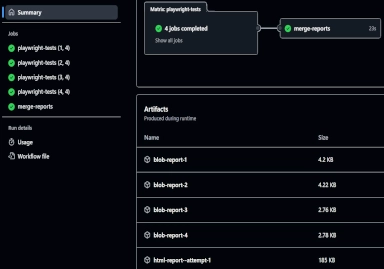 Summary
Jobs
playwright-tests (1, 4)
playwright-tests (2, 4)
playwright-tests (3, 4)
playwright-tests (4, 4)
merge-reports
Run details
Usage
Workflow file
Matrix: playwright-tests
4 jobs completed
Show all jobs
merge-reports 23s
Artifacts
Produced during runtime
Name Size
blob-report-1 4.2 KB
blob-report-2 4.22 KB
blob-report-3 2.76 KB
blob-report-4 2.78 KB
html-report--attempt-1 185 KB